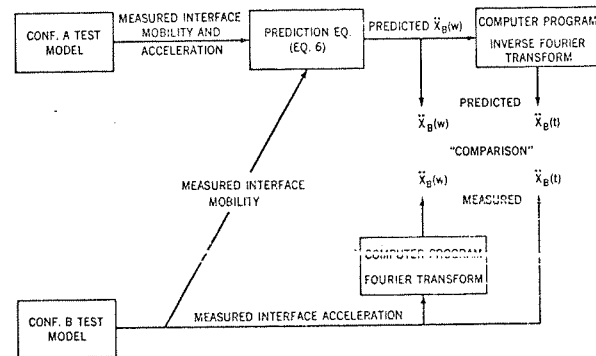 CONF. A TEST
MODEL
MEASURED INTERFACE
MOBILITY AND
ACCELERATION
PREDICTION EQ.
(EQ. 6)
PREDICTED Ẍ_B(w)
COMPUTER PROGRAM
INVERSE FOURIER
TRANSFORM
PREDICTED
Ẍ_B(w)
Ẍ_B(t)
"COMPARISON"
Ẍ_B(w)
Ẍ_B(t)
MEASURED
MEASURED INTERFACE
MOBILITY
COMPUTER PROGRAM
FOURIER TRANSFORM
CONF. B TEST
MODEL
MEASURED INTERFACE ACCELERATION